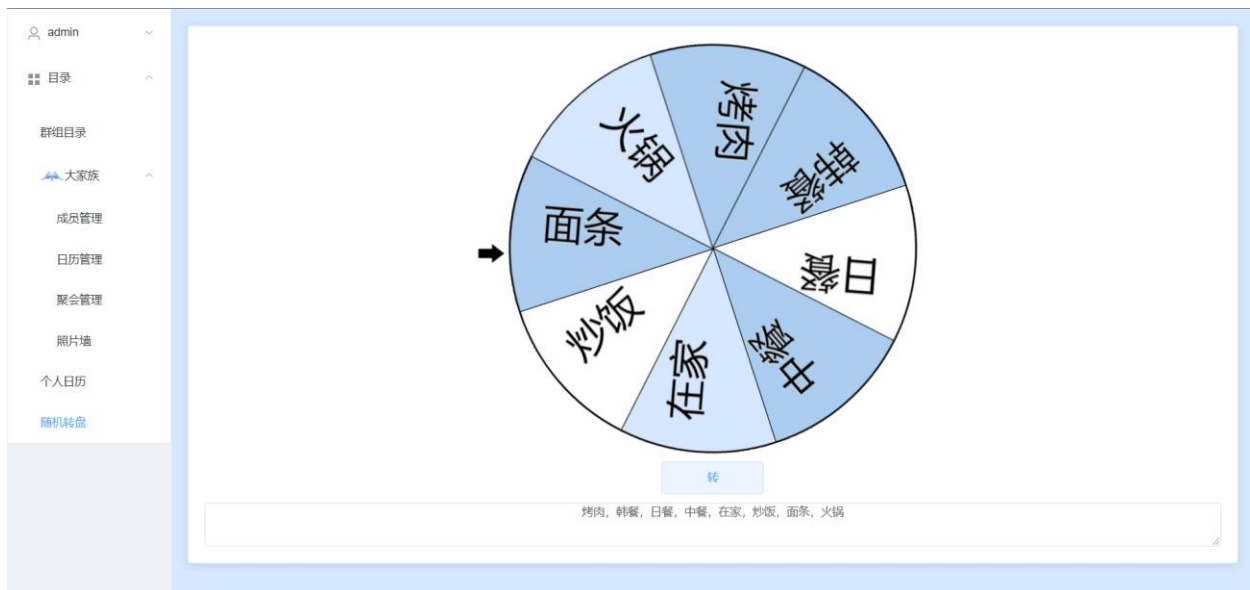 admin
目录
群组目录
大家族
成员管理
日历管理
聚会管理
照片墙
个人日历
随机转盘
烤肉
韩餐
日餐
中餐
在家
炒饭
面条
火锅
转
烤肉, 韩餐, 日餐, 中餐, 在家, 炒饭, 面条, 火锅